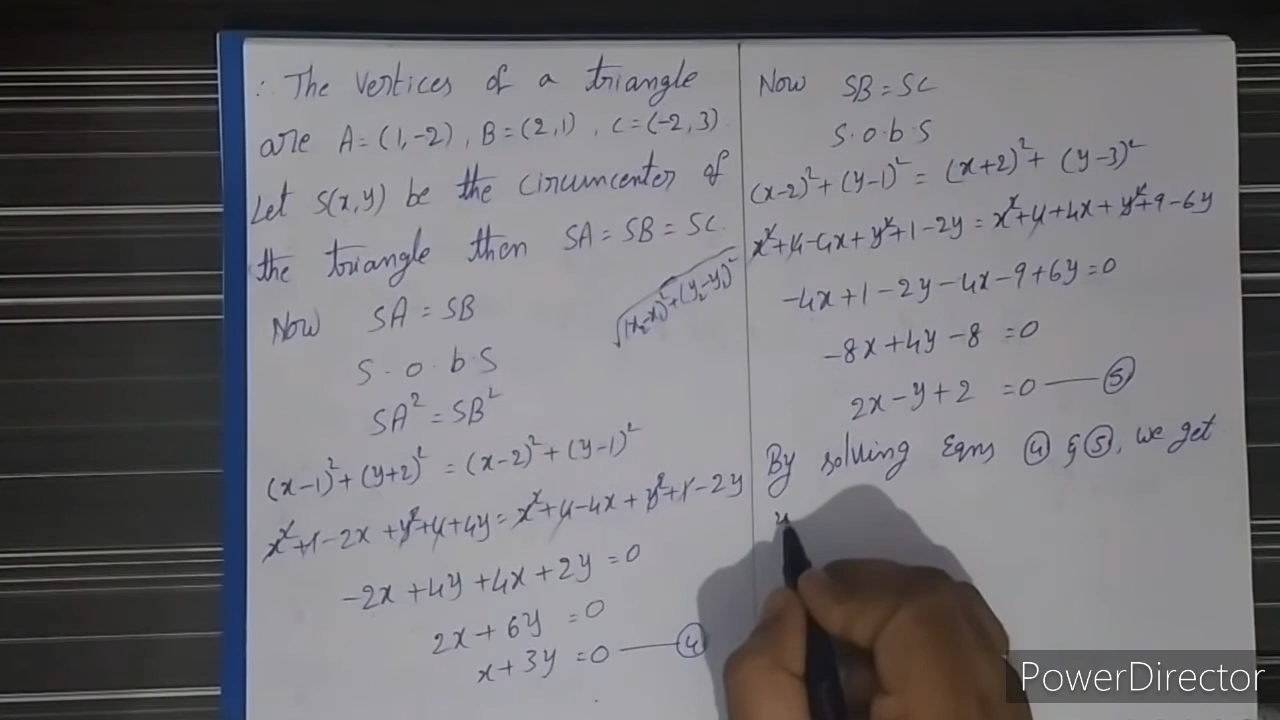 ∴ The vertices of a triangle
are A = (1,-2), B = (2,1), C = (-2,3)
Let S(x,y) be the circumcenter of
the triangle then SA = SB = SC.
√(x₂-x₁)²+(y₂-y₁)²
Now SA = SB
S.o.b.S
SA² = SB²
(x-1)²+(y+2)² = (x-2)²+(y-1)²
x²+1-2x+y²+4+4y = x²+4-4x+y²+1-2y
-2x+4y+4x+2y = 0
2x+6y = 0
x+3y = 0 — ④
Now SB = SC
S.o.b.S
(x-2)²+(y-1)² = (x+2)²+(y-3)²
x²+4-4x+y²+1-2y = x²+4+4x+y²+9-6y
-4x+1-2y-4x-9+6y=0
-8x+4y-8 = 0
2x-y+2 = 0 — ⑤
By solving Eqns ④ & ⑤, we get
PowerDirector